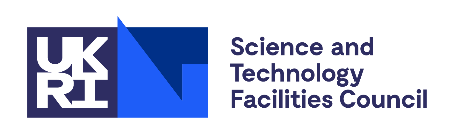 UK
RI
Science and
Technology
Facilities Council